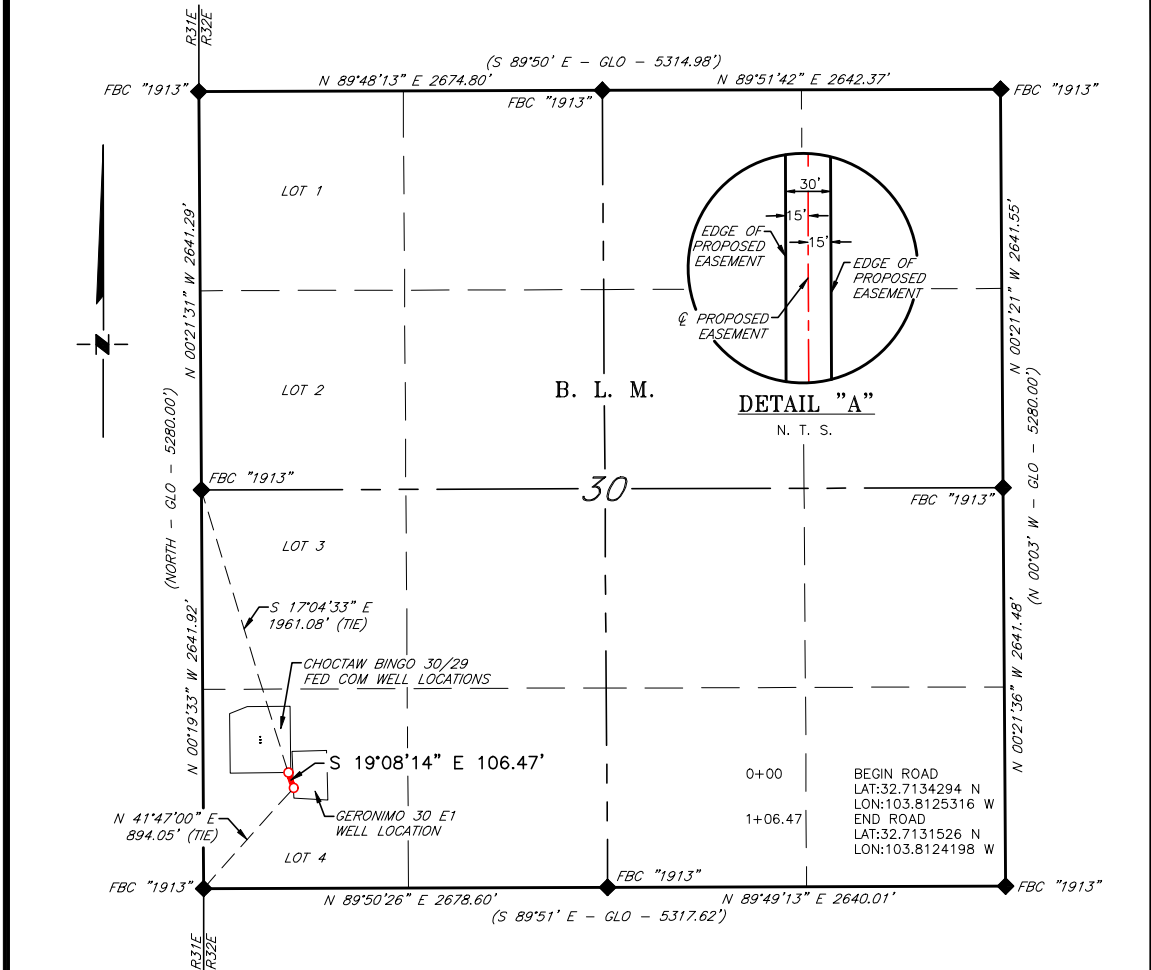 R31E
R32E
(S 89°50' E - GLO - 5314.98')
N 89°48'13" E 2674.80'
N 89°51'42" E 2642.37'
FBC "1913"
FBC "1913"
FBC "1913"
LOT 1
30'
15'
15'
EDGE OF
PROPOSED
EASEMENT
EDGE OF
PROPOSED
EASEMENT
℄ PROPOSED
EASEMENT
N 00°21'31" W 2641.29'
N 00°21'21" W 2641.55'
N
LOT 2
B. L. M.
DETAIL "A"
N. T. S.
(NORTH - GLO - 5280.00')
(N 00°03' W - GLO - 5280.00')
FBC "1913"
30
FBC "1913"
LOT 3
S 17°04'33" E
1961.08' (TIE)
CHOCTAW BINGO 30/29
FED COM WELL LOCATIONS
N 00°19'33" W 2641.92'
N 00°21'36" W 2641.48'
S 19°08'14" E 106.47'
0+00 BEGIN ROAD
LAT:32.7134294 N
LON:103.8125316 W
1+06.47 END ROAD
LAT:32.7131526 N
LON:103.8124198 W
N 41°47'00" E
894.05' (TIE)
GERONIMO 30 E1
WELL LOCATION
LOT 4
FBC "1913"
FBC "1913"
FBC "1913"
N 89°50'26" E 2678.60'
N 89°49'13" E 2640.01'
(S 89°51' E - GLO - 5317.62')
R31E
R32E